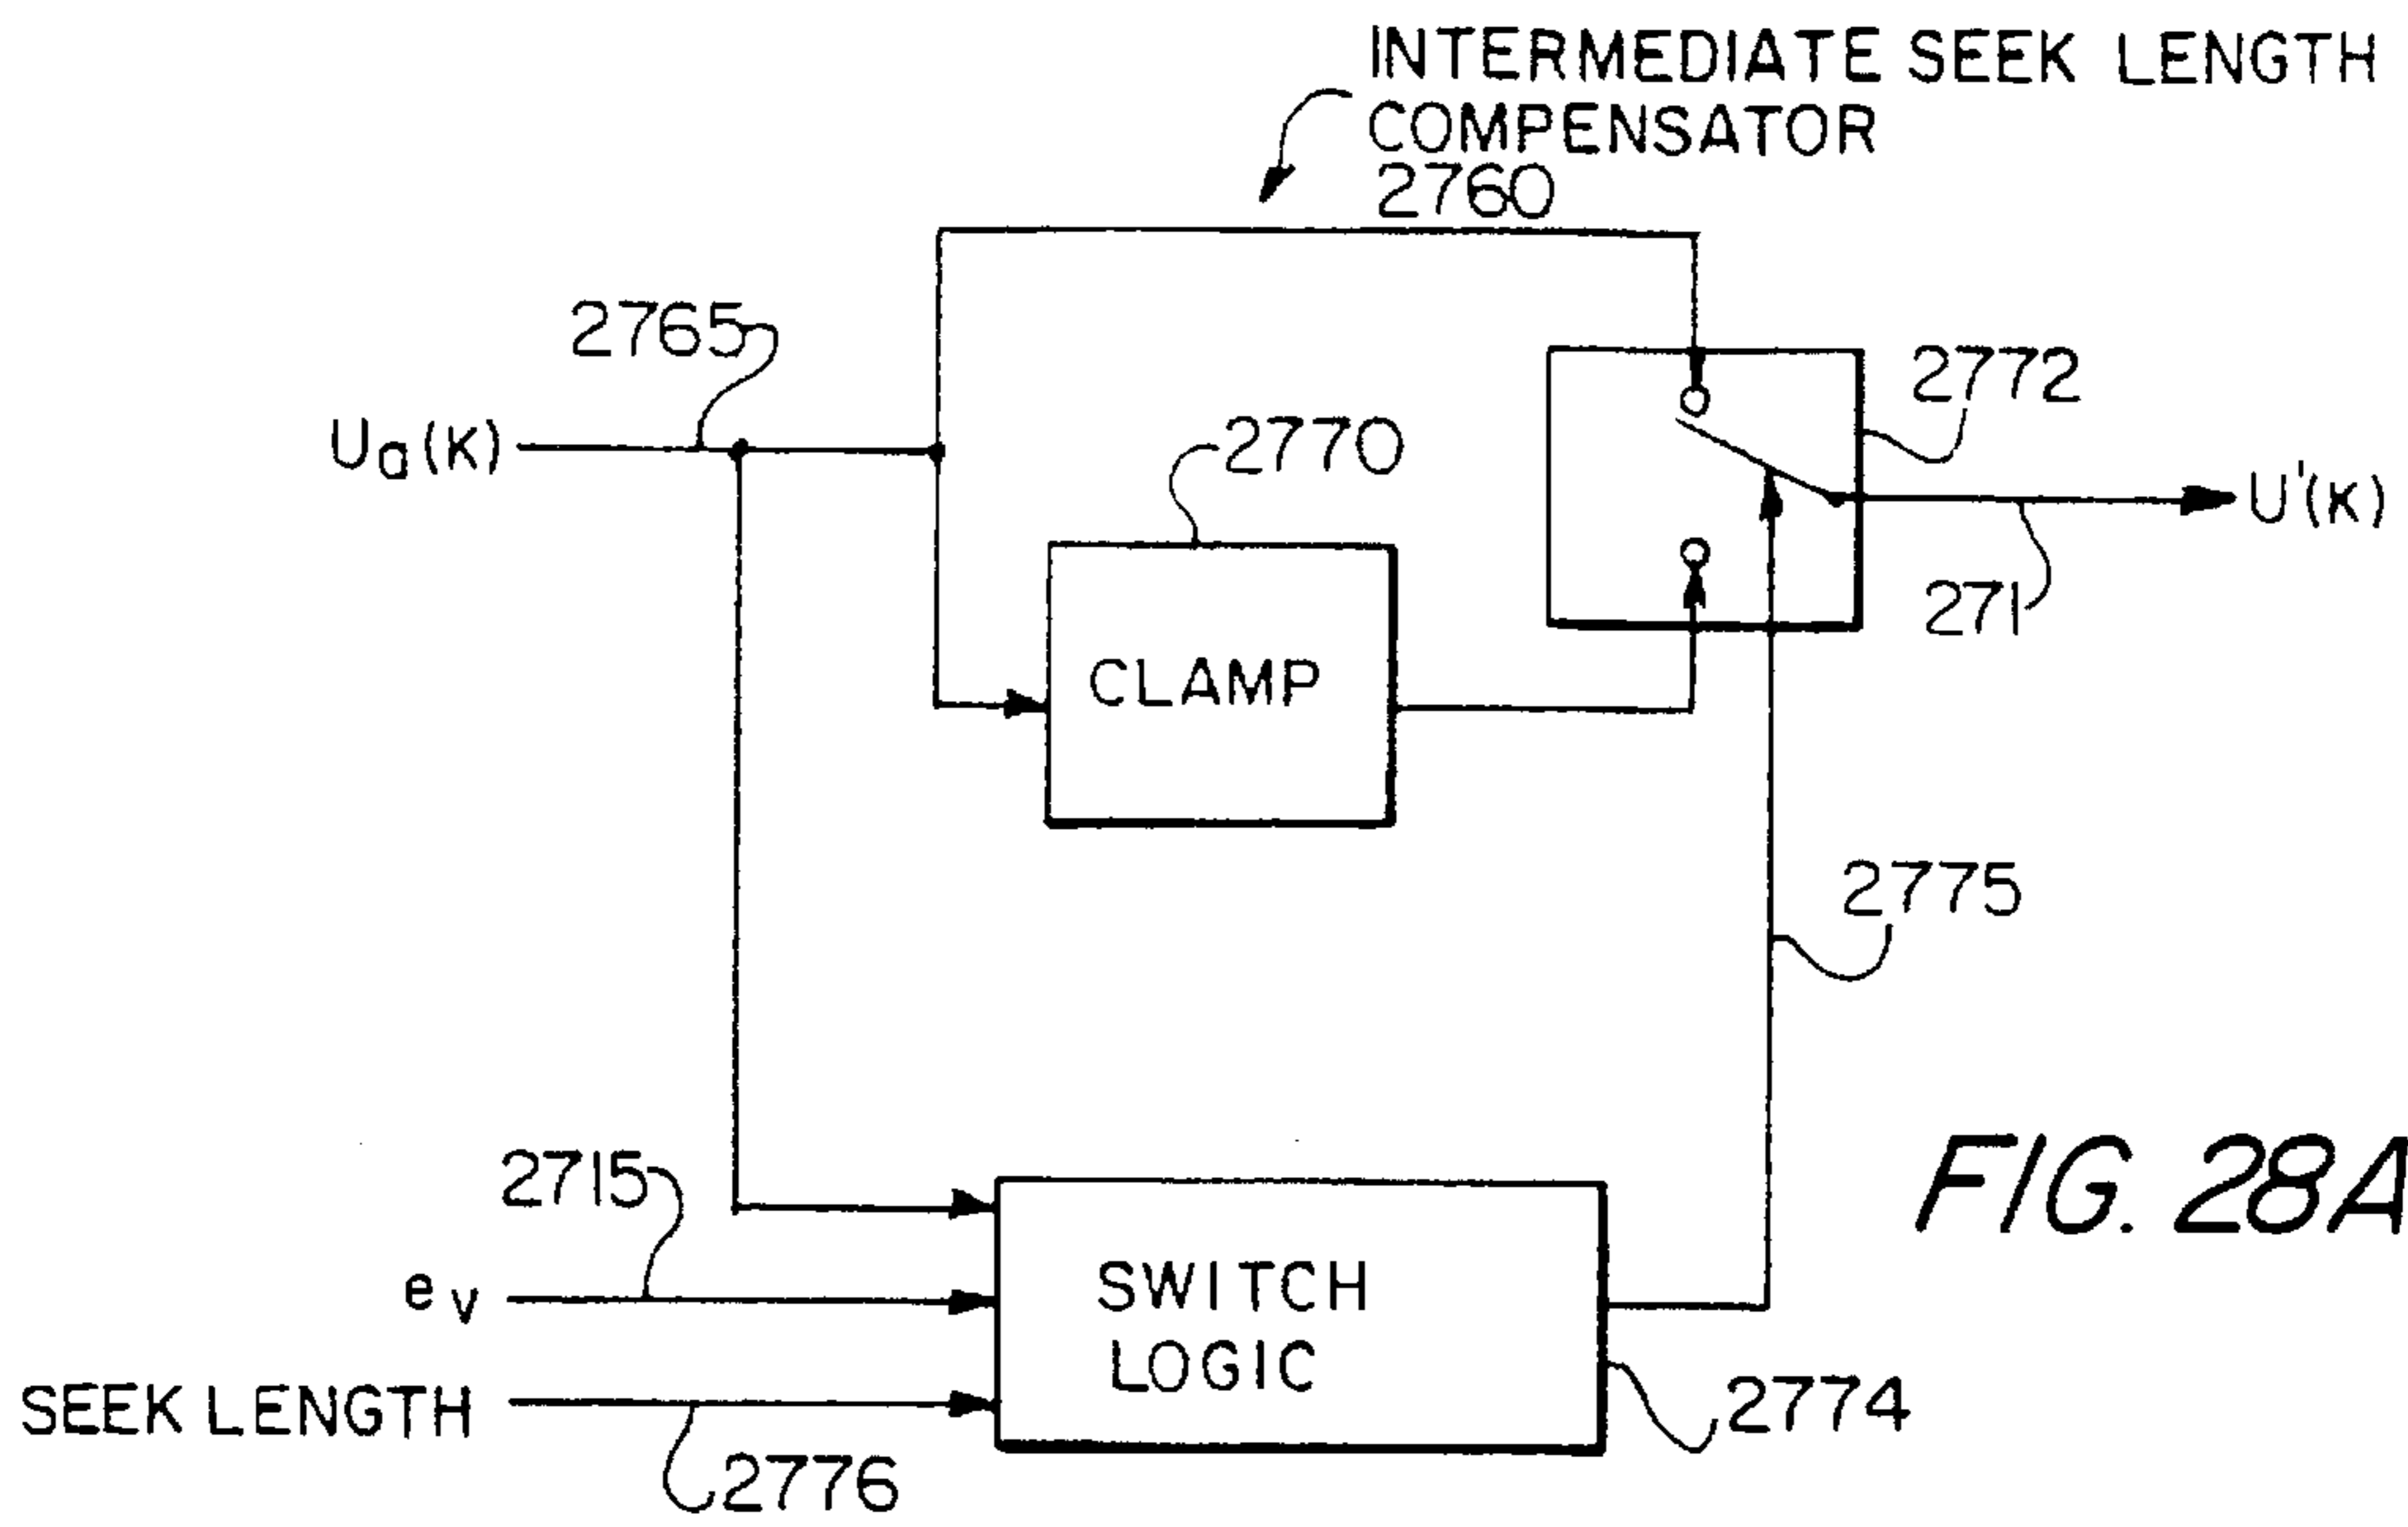 INTERMEDIATE SEEK LENGTH
COMPENSATOR
2760
2765
2772
Ua(K)
2770
U'(K)
271
CLAMP
2775
2715
FIG. 28A
SWITCH
LOGIC
ev
SEEK LENGTH
2774
2776